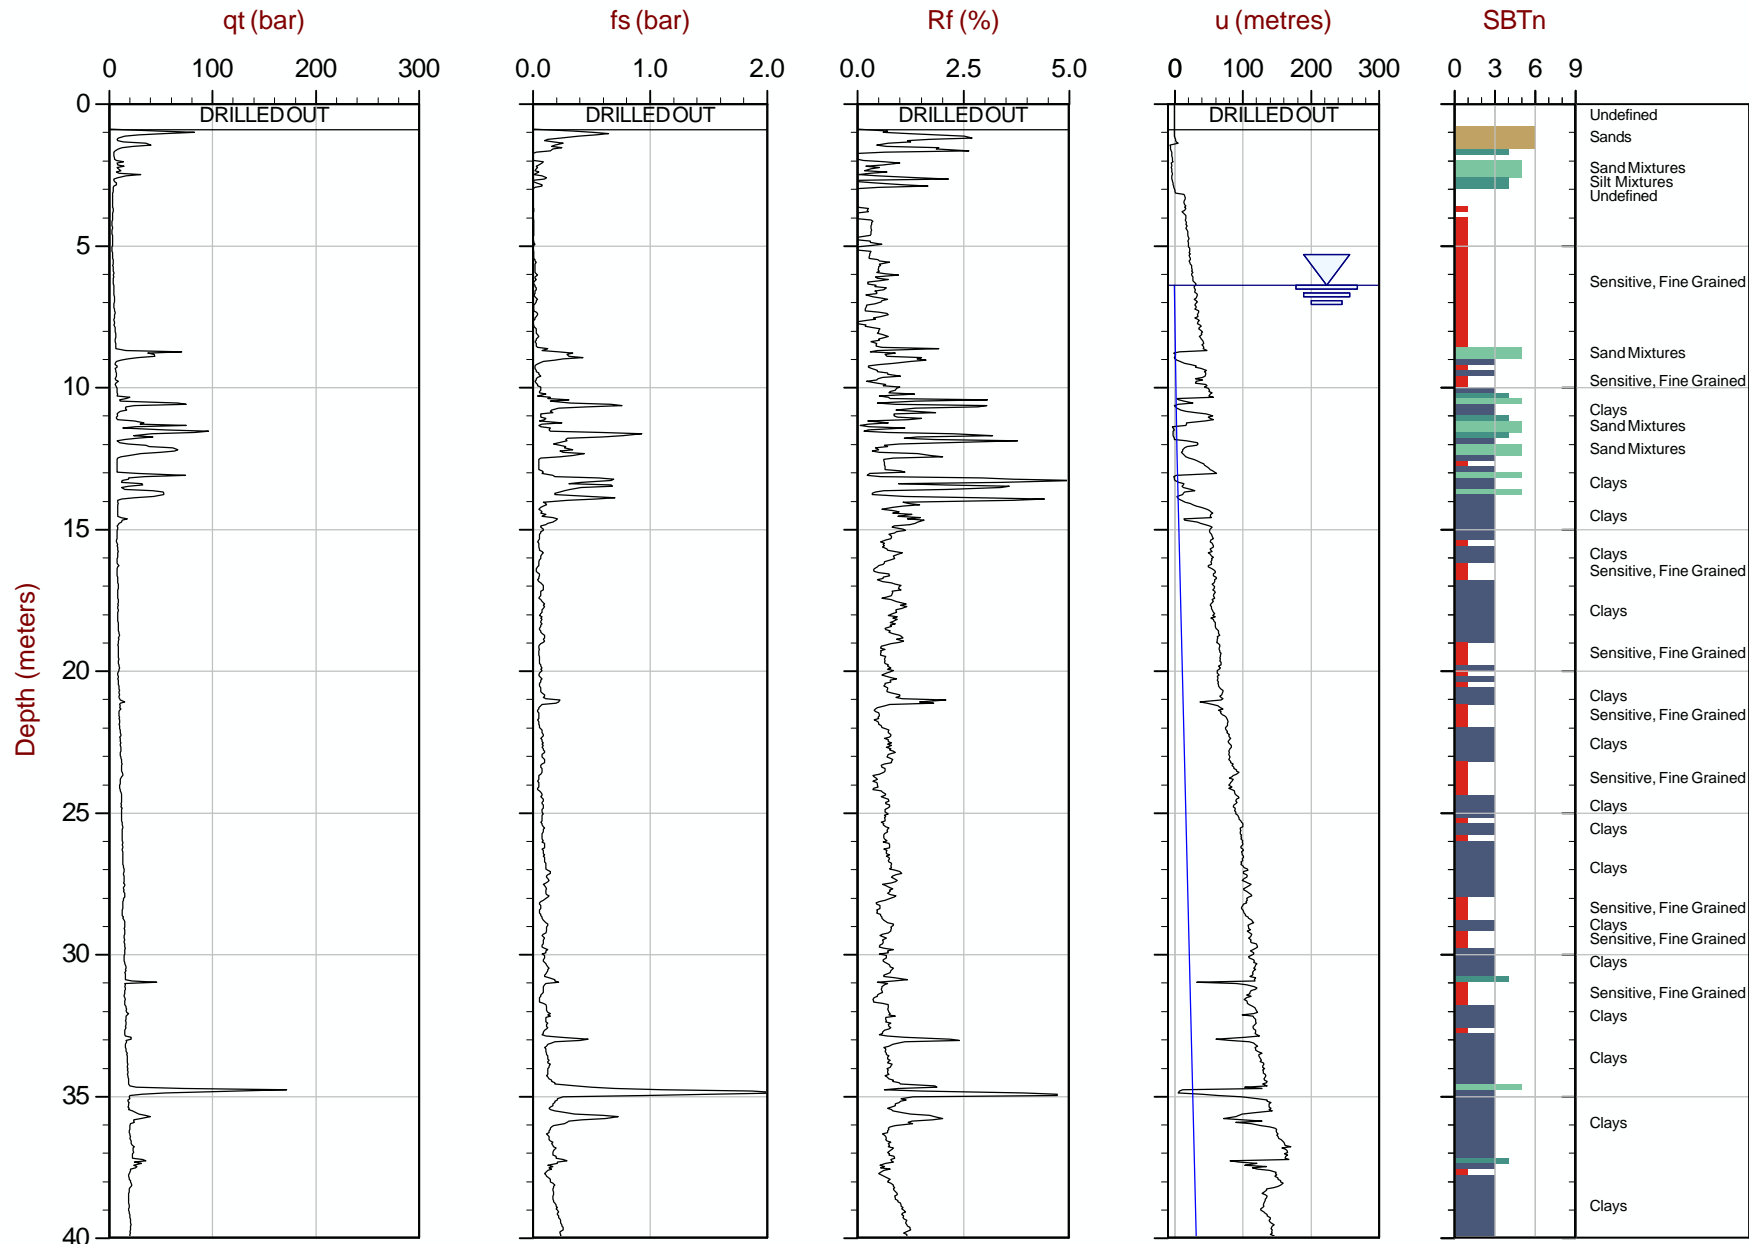 qt (bar) fs (bar) Rf (%) u (metres) SBTn
0 100 200 300 0.0 1.0 2.0 0.0 2.5 5.0 0 100 200 300 0 3 6 9
0
DRILLED OUT DRILLED OUT DRILLED OUT DRILLED OUT
Undefined
Sands
Sand Mixtures
Silt Mixtures
Undefined
5
Sensitive, Fine Grained
Sand Mixtures
Sensitive, Fine Grained
10
Clays
Sand Mixtures
Sand Mixtures
Clays
Clays
15
Clays
Sensitive, Fine Grained
Clays
Sensitive, Fine Grained
20
Clays
Sensitive, Fine Grained
Clays
Sensitive, Fine Grained
Clays
25
Clays
Clays
Sensitive, Fine Grained
Clays
Sensitive, Fine Grained
30
Clays
Sensitive, Fine Grained
Clays
Clays
35
Clays
Clays
40
Depth (meters)